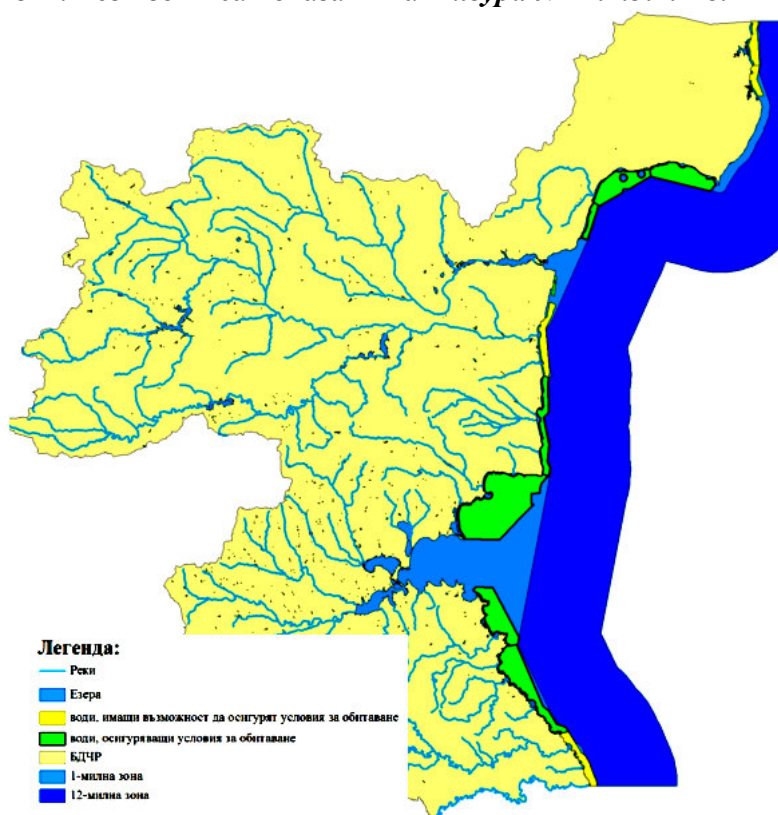 Легенда:
Реки
Езера
води, имащи възможност да осигурят условия за обитаване
води, осигуряващи условия за обитаване
БДЧР
1-милна зона
12-милна зона